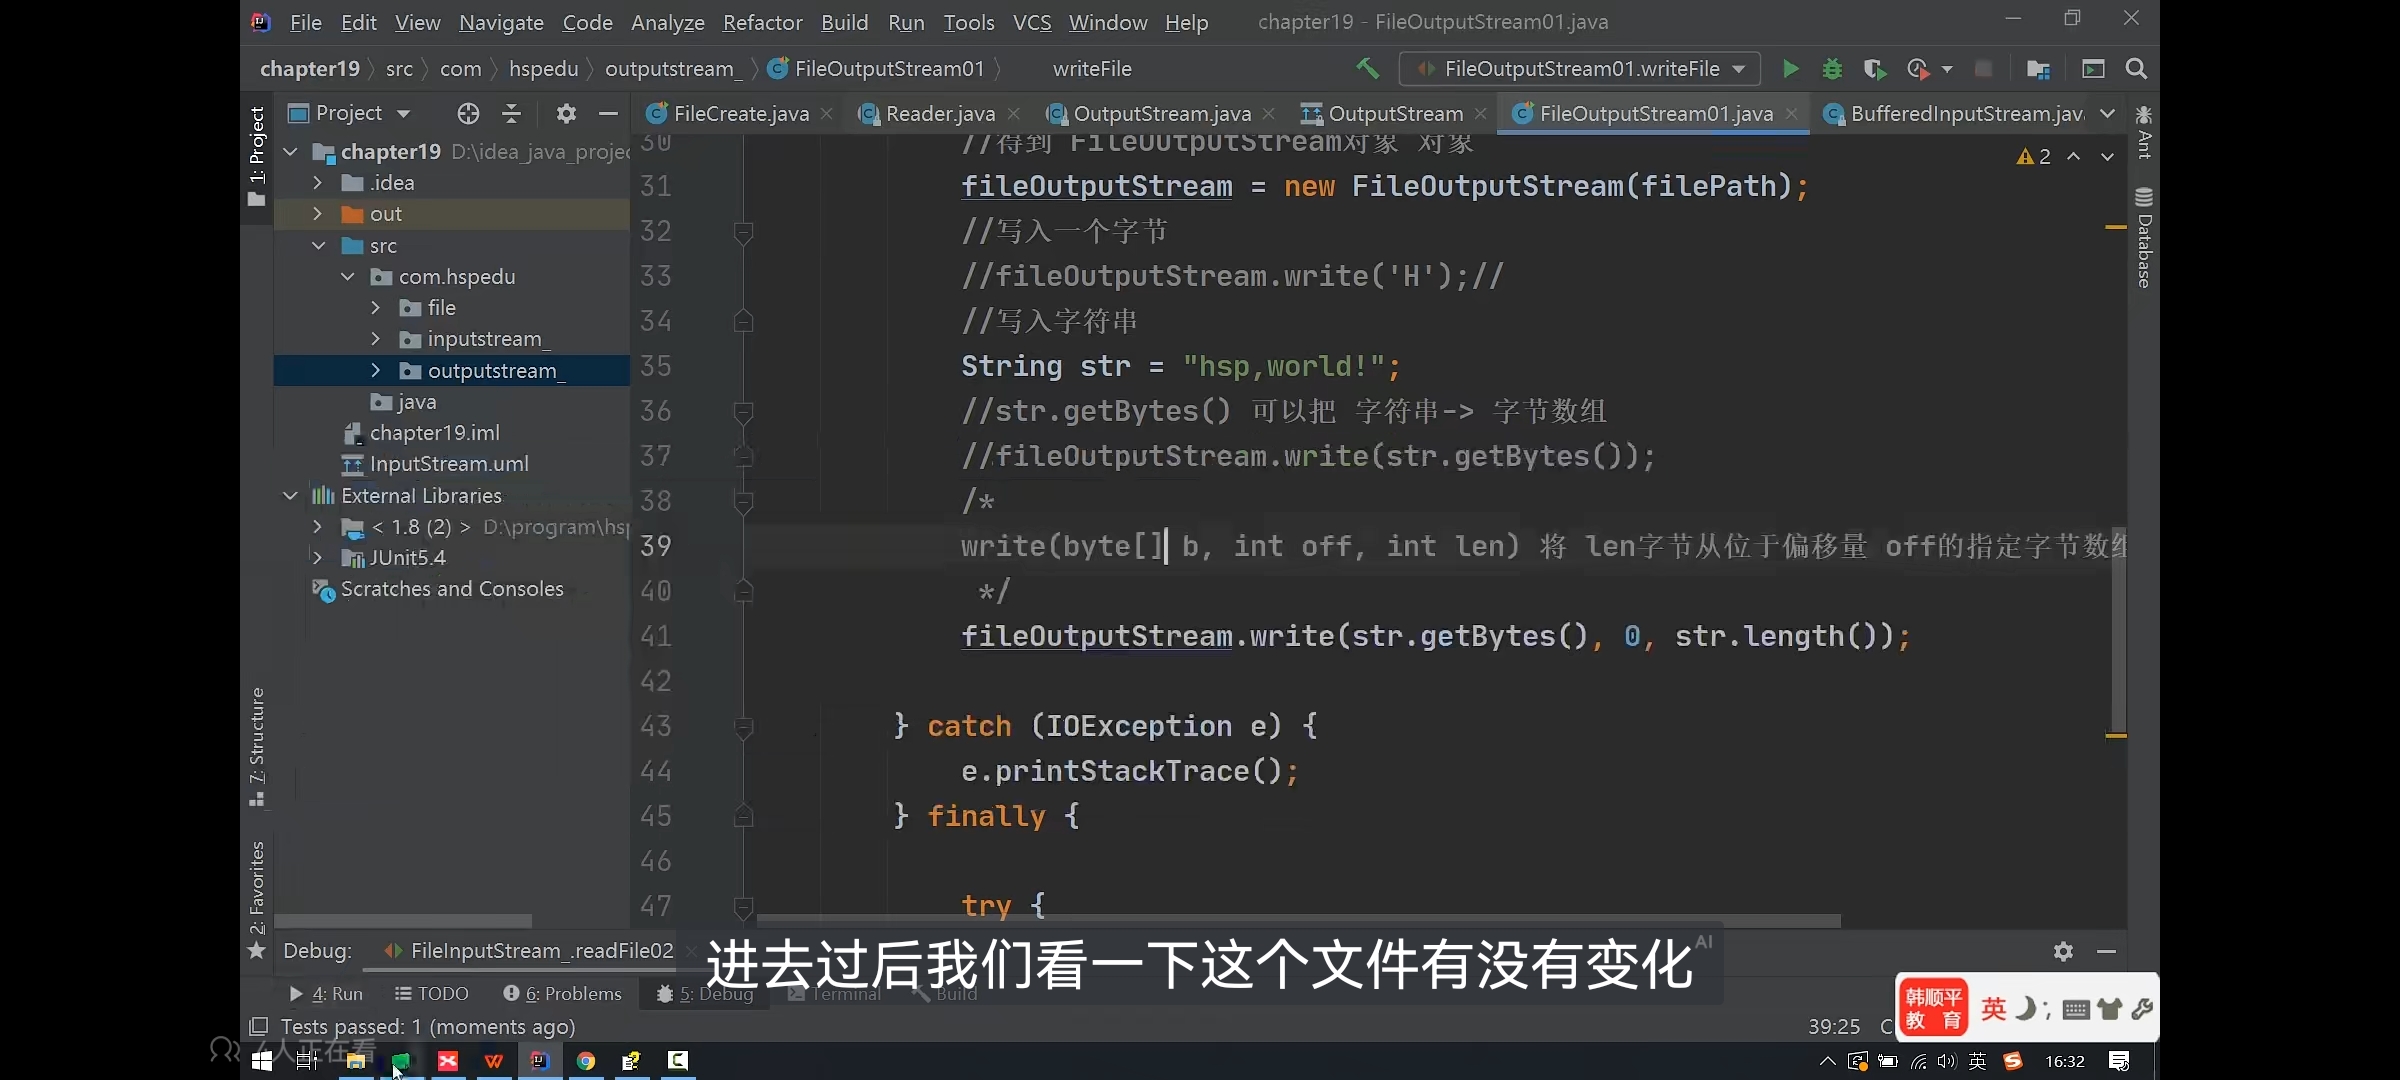 File Edit View Navigate Code Analyze Refactor Build Run Tools VCS Window Help chapter19 - FileOutputStream01.java
chapter19 src com hspedu outputstream_ FileOutputStream01 writeFile FileOutputStream01.writeFile
Project FileCreate.java Reader.java OutputStream.java OutputStream FileOutputStream01.java BufferedInputStream.jav
1: Project
Ant
Database
chapter19 D:\idea_java_projec
.idea
out
src
com.hspedu
file
inputstream_
outputstream_
java
chapter19.iml
InputStream.uml
External Libraries
< 1.8 (2) > D:\program\hsp
JUnit5.4
Scratches and Consoles
7: Structure
2: Favorites
2
30 //得到 FileOutputStream对象 对象
31 fileOutputStream = new FileOutputStream(filePath);
32 //写入一个字节
33 //fileOutputStream.write('H');//
34 //写入字符串
35 String str = "hsp,world!";
36 //str.getBytes() 可以把 字符串-> 字节数组
37 //fileOutputStream.write(str.getBytes());
38 /*
39 write(byte[] b, int off, int len) 将 len字节从位于偏移量 off的指定字节数组
40 */
41 fileOutputStream.write(str.getBytes(), 0, str.length());
42
43 } catch (IOException e) {
44 e.printStackTrace();
45 } finally {
46
47 try {
Debug: FileInputStream_.readFile02
进去过后我们看一下这个文件有没有变化 AI
4: Run TODO 6: Problems 5: Debug Terminal Build
韩顺平
教 育
英
Tests passed: 1 (moments ago) 39:25
人正在看
英 16:32